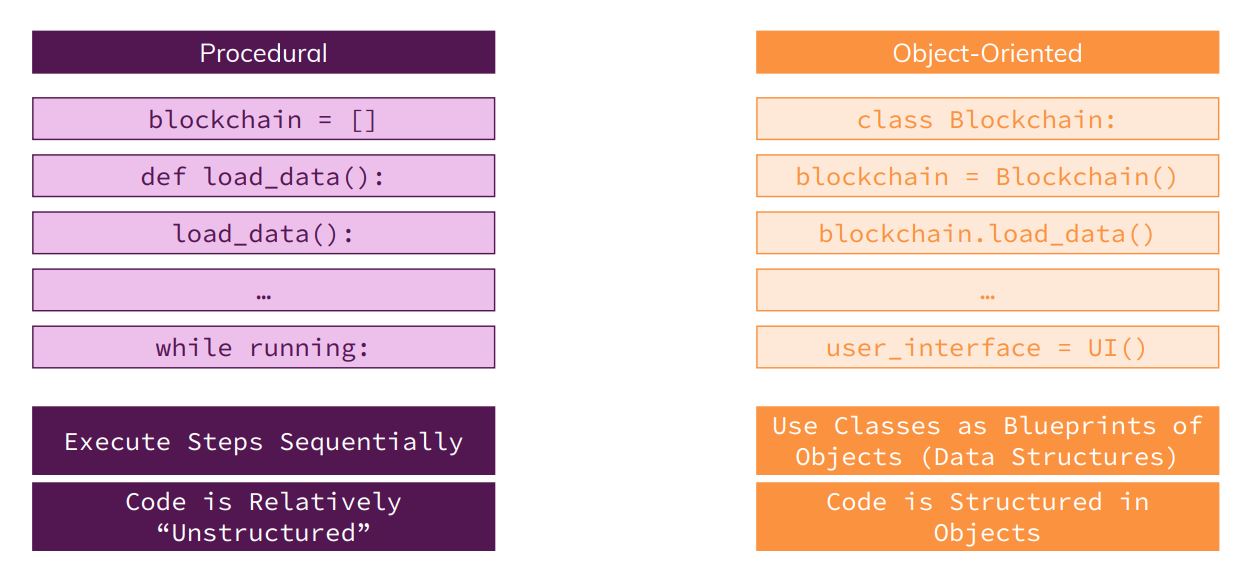 Procedural
blockchain = []
def load_data():
load_data():
…
while running:
Execute Steps Sequentially
Code is Relatively
“Unstructured”
Object-Oriented
class Blockchain:
blockchain = Blockchain()
blockchain.load_data()
…
user_interface = UI()
Use Classes as Blueprints of
Objects (Data Structures)
Code is Structured in
Objects